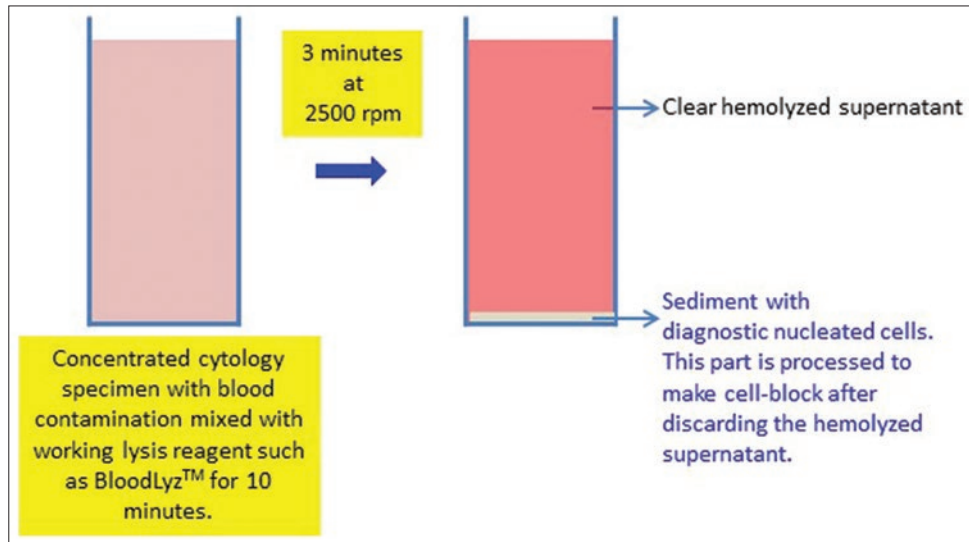 3 minutes
at
2500 rpm
Clear hemolyzed supernatant
Sediment with
diagnostic nucleated cells.
This part is processed to
make cell-block after
discarding the hemolyzed
supernatant.
Concentrated cytology
specimen with blood
contamination mixed with
working lysis reagent such
as BloodLyz™ for 10
minutes.